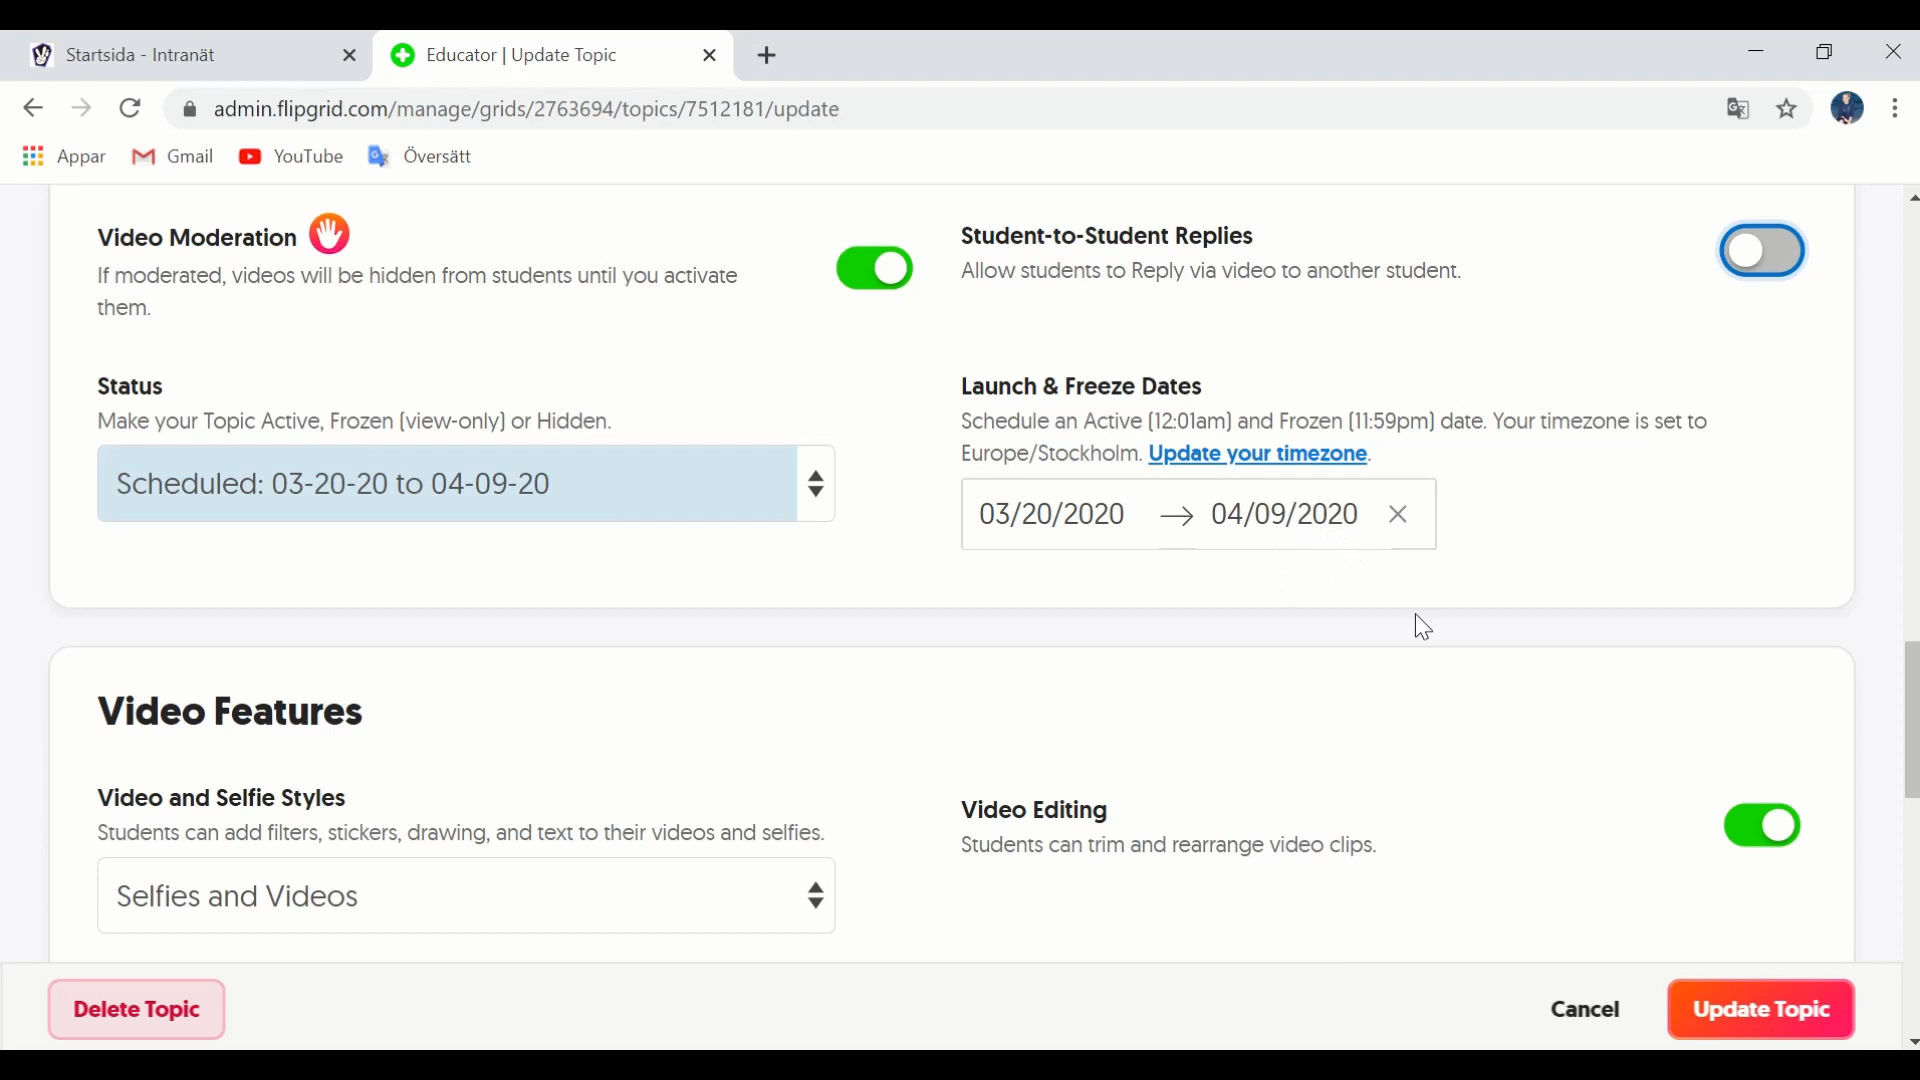 Startsida - Intranät
Educator | Update Topic
admin.flipgrid.com/manage/grids/2763694/topics/7512181/update
Appar
Gmail
YouTube
Översätt
Video Moderation
If moderated, videos will be hidden from students until you activate
them.
Student-to-Student Replies
Allow students to Reply via video to another student.
Status
Make your Topic Active, Frozen (view-only) or Hidden.
Scheduled: 03-20-20 to 04-09-20
Launch & Freeze Dates
Schedule an Active (12:01am) and Frozen (11:59pm) date. Your timezone is set to
Europe/Stockholm. Update your timezone.
03/20/2020 → 04/09/2020
Video Features
Video and Selfie Styles
Students can add filters, stickers, drawing, and text to their videos and selfies.
Selfies and Videos
Video Editing
Students can trim and rearrange video clips.
Delete Topic
Cancel
Update Topic